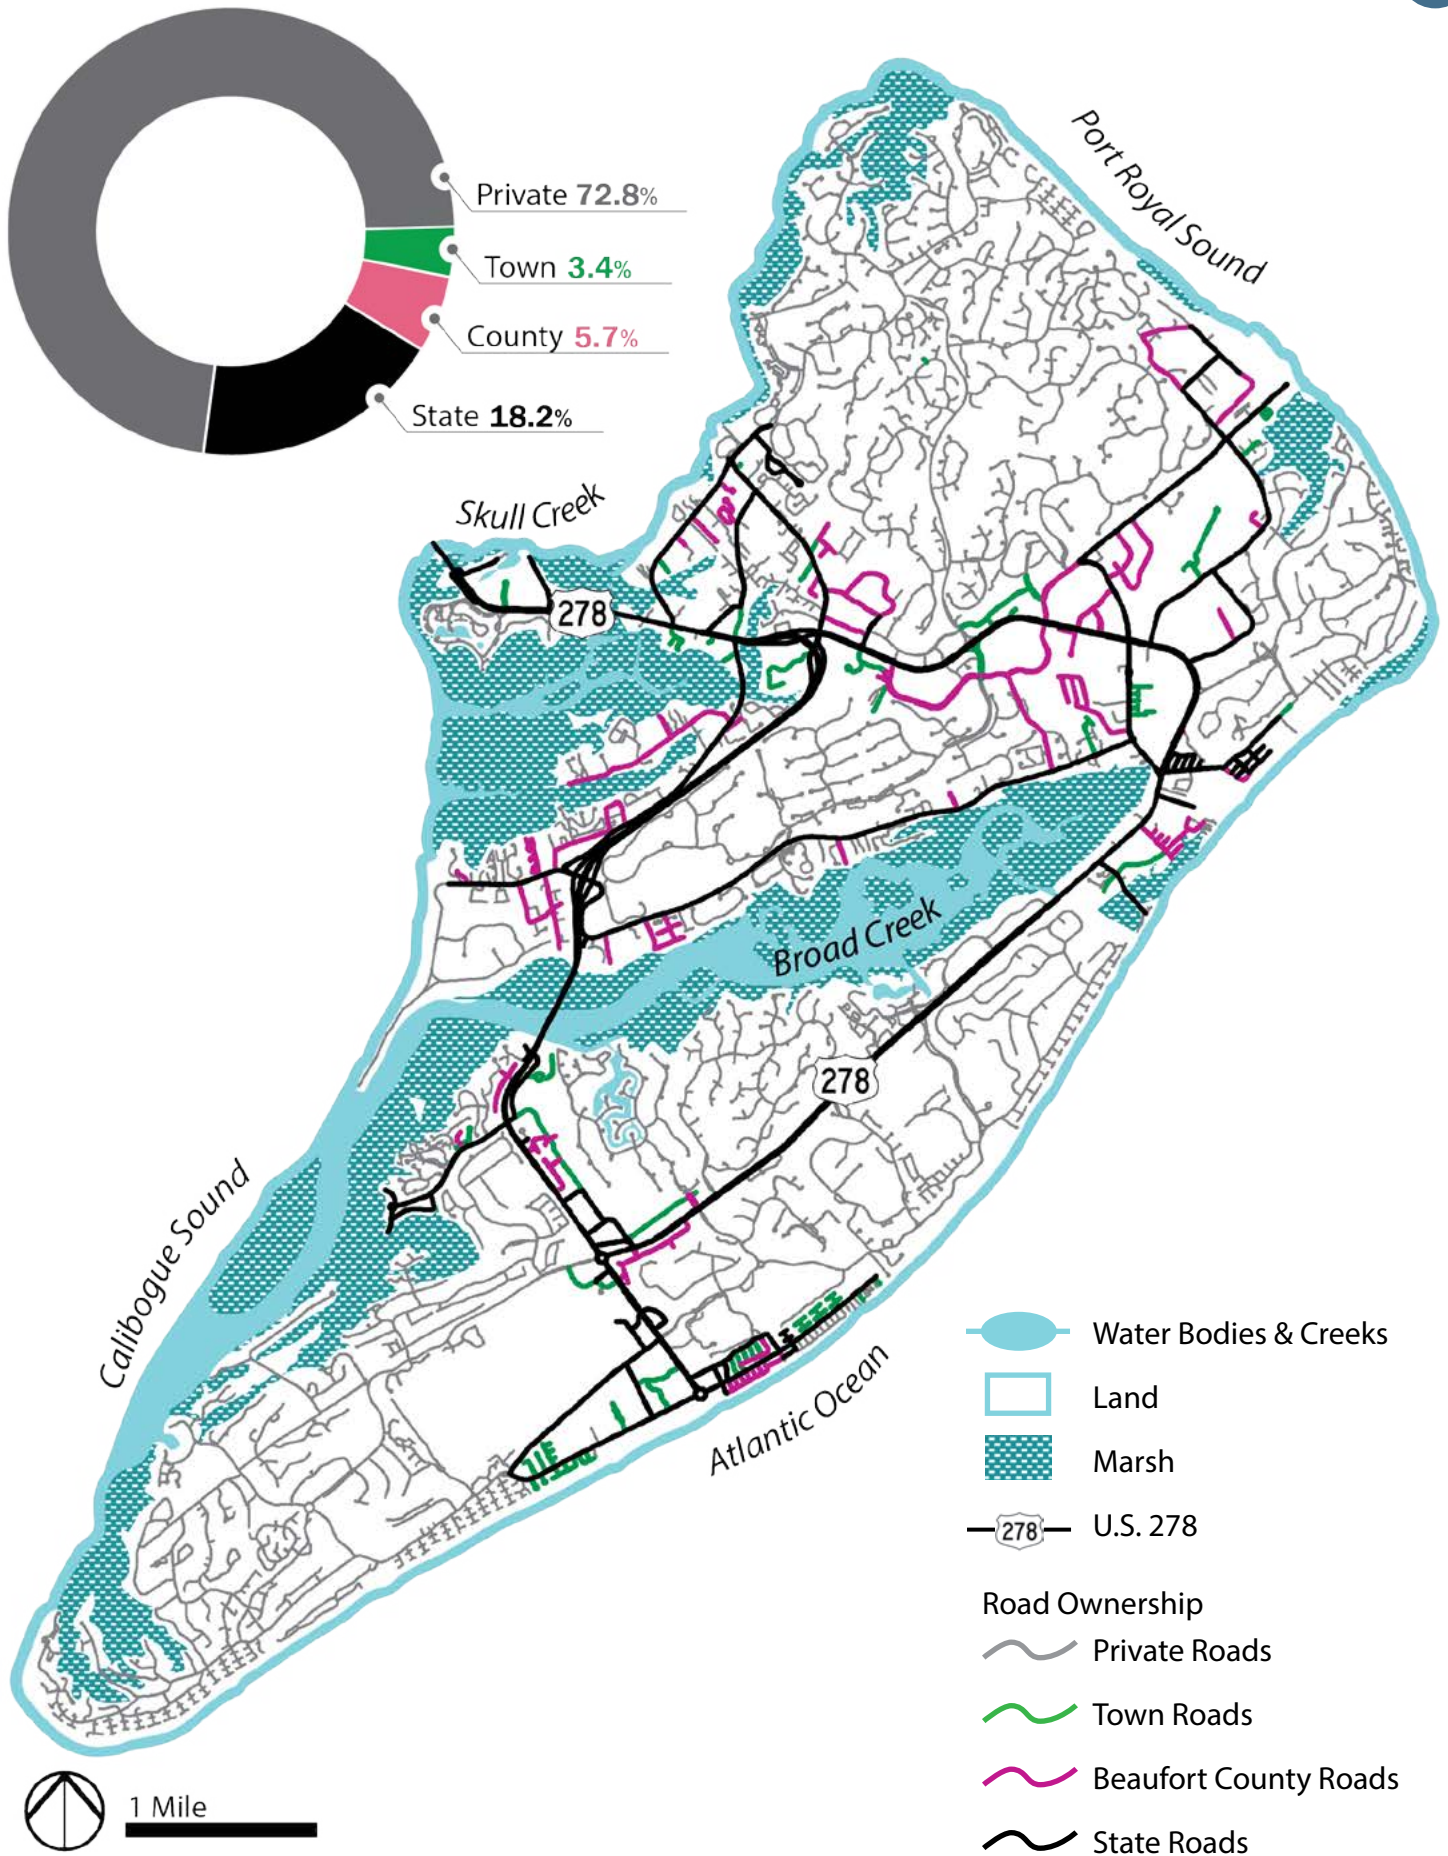 Private 72.8%
Town 3.4%
County 5.7%
State 18.2%
Port Royal Sound
Skull Creek
278
Broad Creek
278
Calibogue Sound
Atlantic Ocean
Water Bodies & Creeks
Land
Marsh
278 U.S. 278
Road Ownership
Private Roads
Town Roads
Beaufort County Roads
State Roads
1 Mile